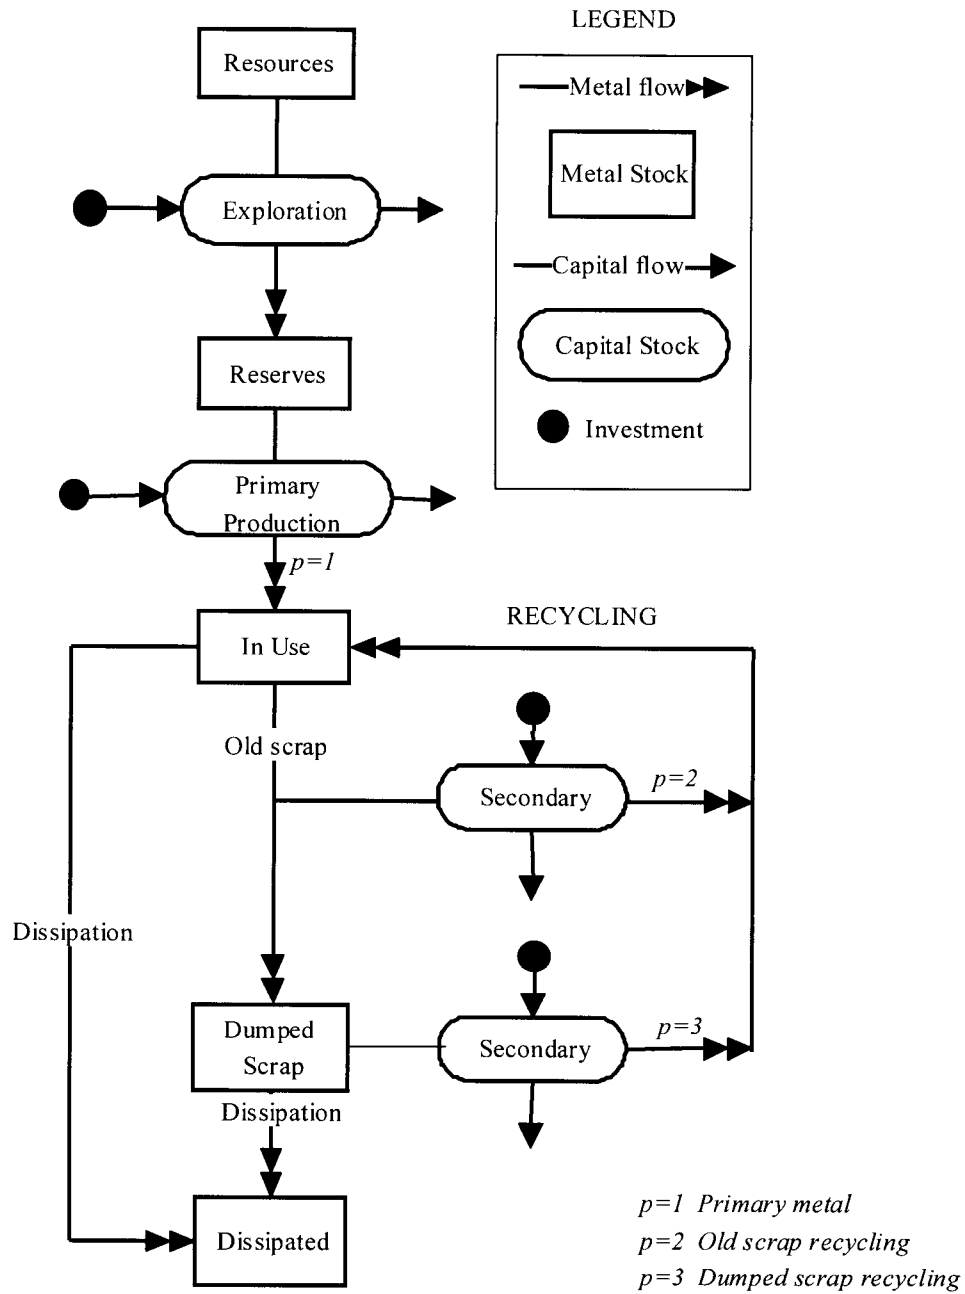 LEGEND
Resources
Metal flow
Metal Stock
Exploration
Capital flow
Capital Stock
Reserves
Investment
Primary
Production
p=1
RECYCLING
In Use
Old scrap
p=2
Secondary
Dissipation
p=3
Dumped
Scrap
Secondary
Dissipation
Dissipated
p=1 Primary metal
p=2 Old scrap recycling
p=3 Dumped scrap recycling